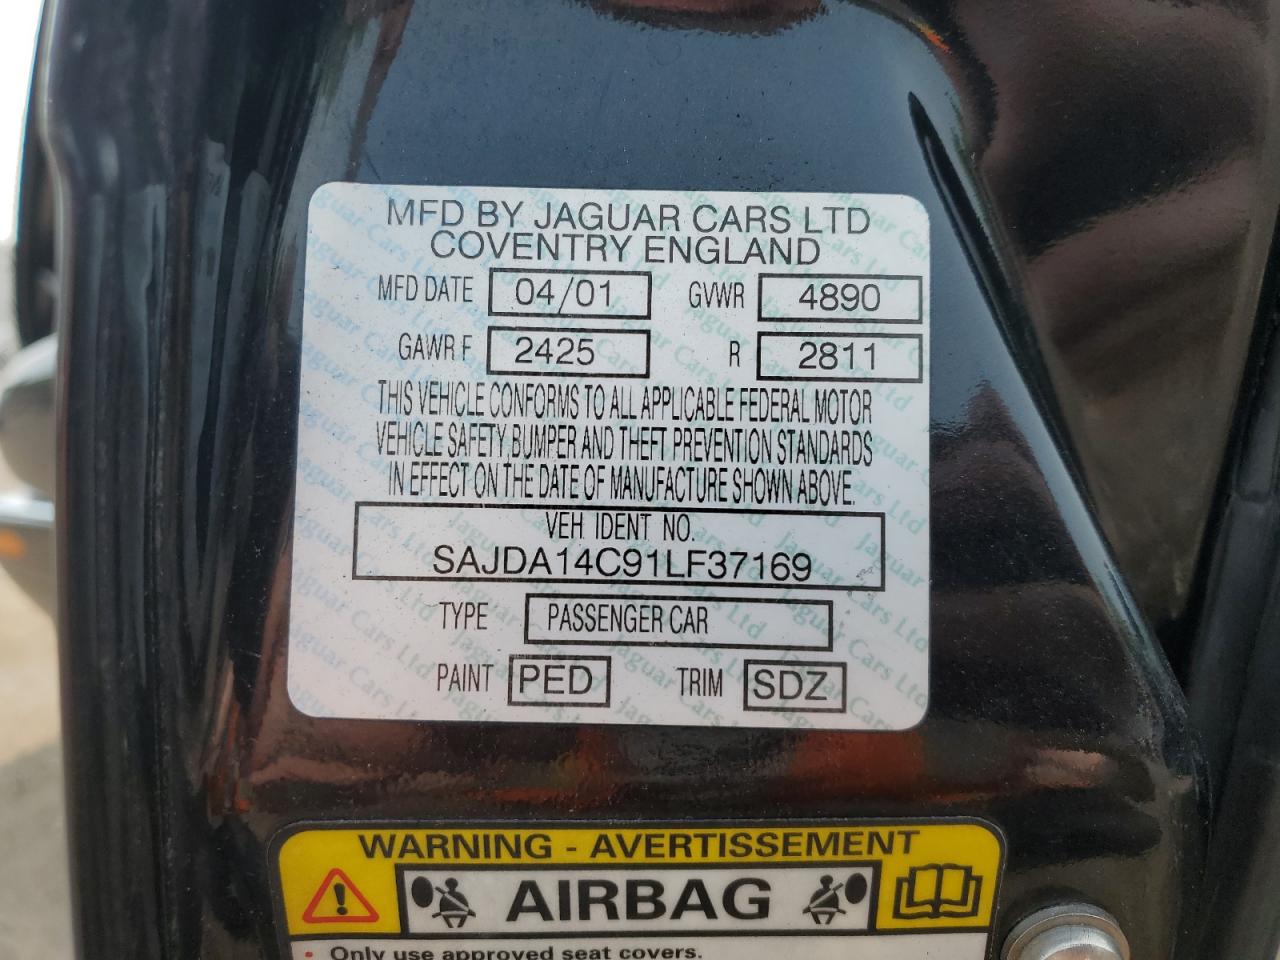 MFD BY JAGUAR CARS LTD
COVENTRY ENGLAND
MFD DATE 04/01 GVWR 4890
GAWR F 2425 R 2811
THIS VEHICLE CONFORMS TO ALL APPLICABLE FEDERAL MOTOR
VEHICLE SAFETY, BUMPER AND THEFT PREVENTION STANDARDS
IN EFFECT ON THE DATE OF MANUFACTURE SHOWN ABOVE.
VEH. IDENT NO.
SAJDA14C91LF37169
TYPE PASSENGER CAR
PAINT PED TRIM SDZ
WARNING - AVERTISSEMENT
AIRBAG
• Only use approved seat covers.